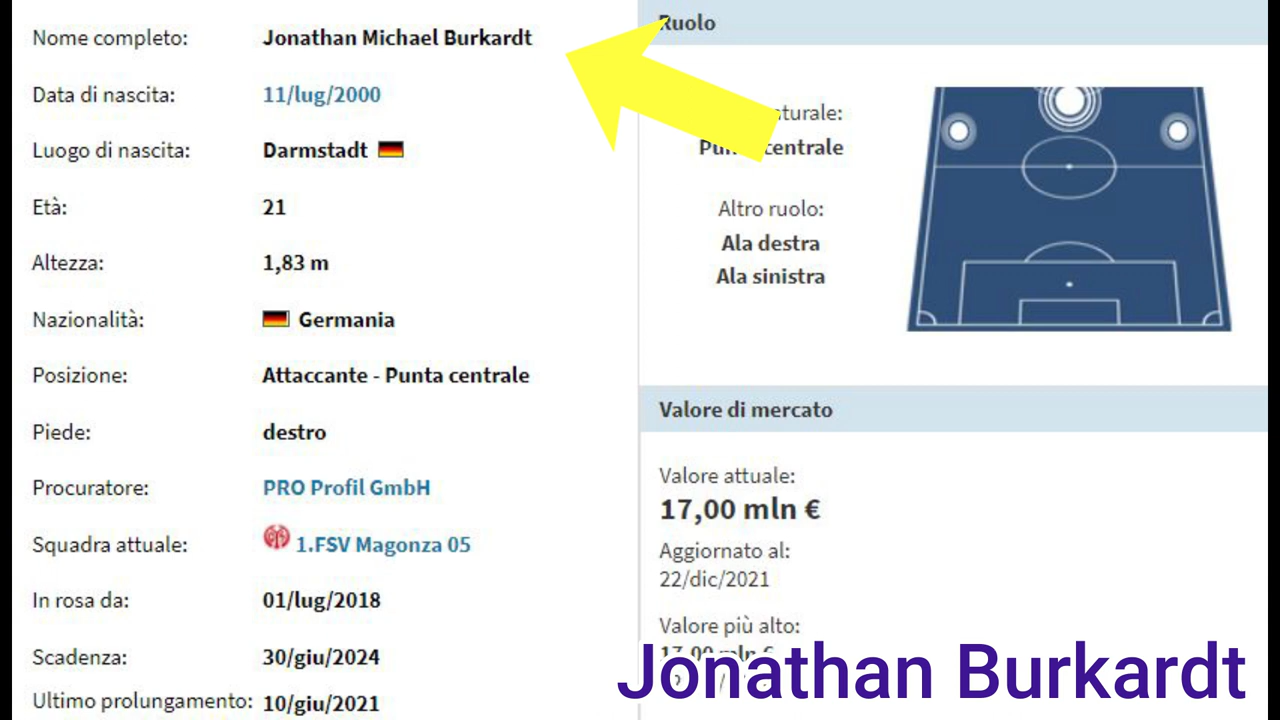 Nome completo: Jonathan Michael Burkardt
Data di nascita: 11/lug/2000
Luogo di nascita: Darmstadt
Età: 21
Altezza: 1,83 m
Nazionalità: Germania
Posizione: Attaccante - Punta centrale
Piede: destro
Procuratore: PRO Profil GmbH
Squadra attuale: 1.FSV Magonza 05
In rosa da: 01/lug/2018
Scadenza: 30/giu/2024
Ultimo prolungamento: 10/giu/2021
Ruolo
Altro ruolo:
Ala destra
Ala sinistra
Valore di mercato
Valore attuale:
17,00 mln €
Aggiornato al:
22/dic/2021
Valore più alto:
Jonathan Burkardt